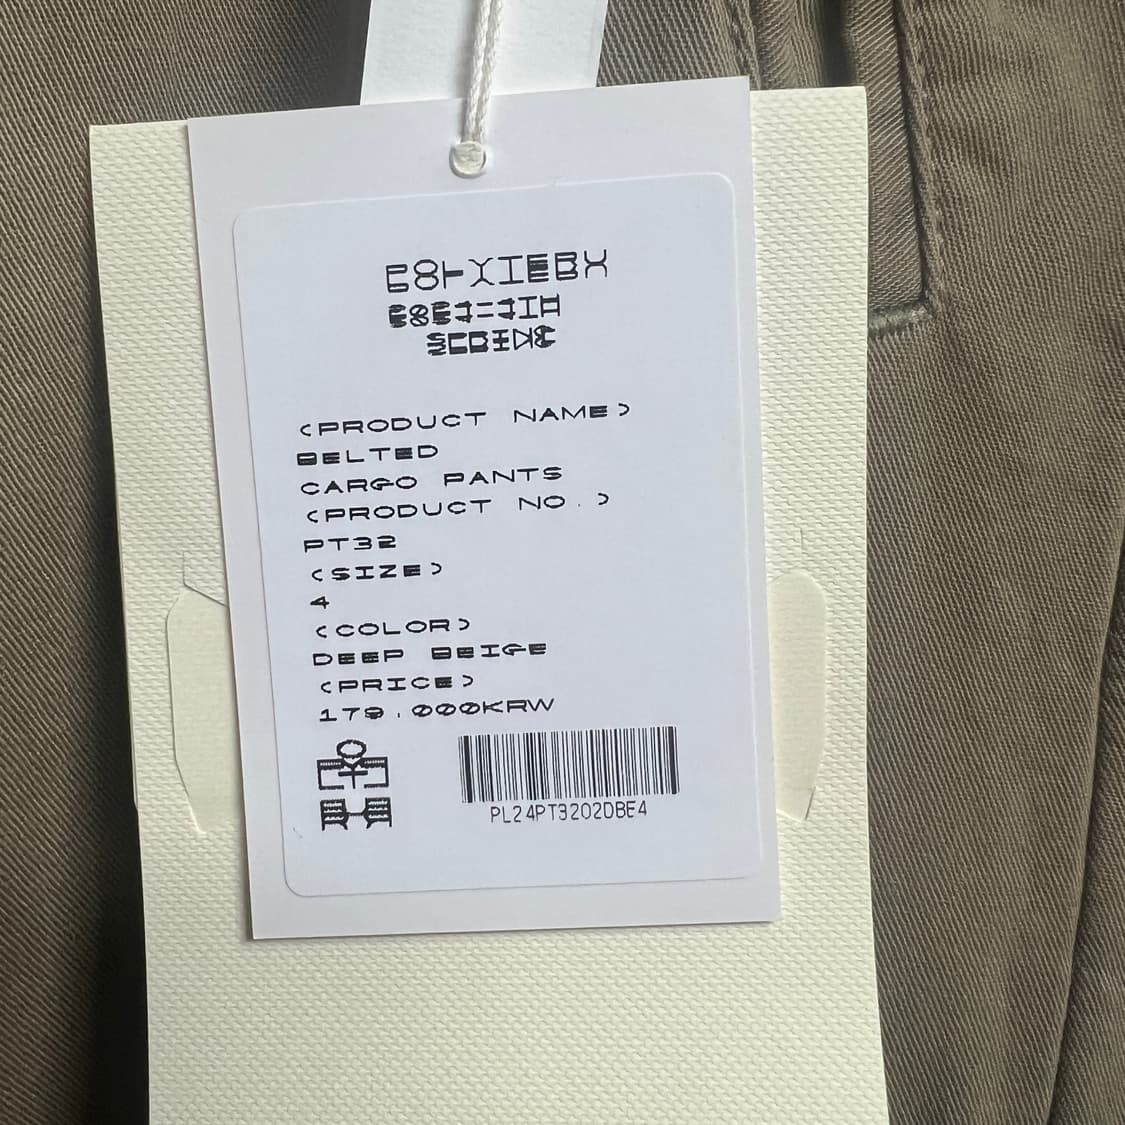 <PRODUCT NAME>
BELTED
CARGO PANTS
<PRODUCT NO.>
PT32
<SIZE>
4
<COLOR>
DEEP BEIGE
<PRICE>
179.000KRW
PL24PT3202DBE4